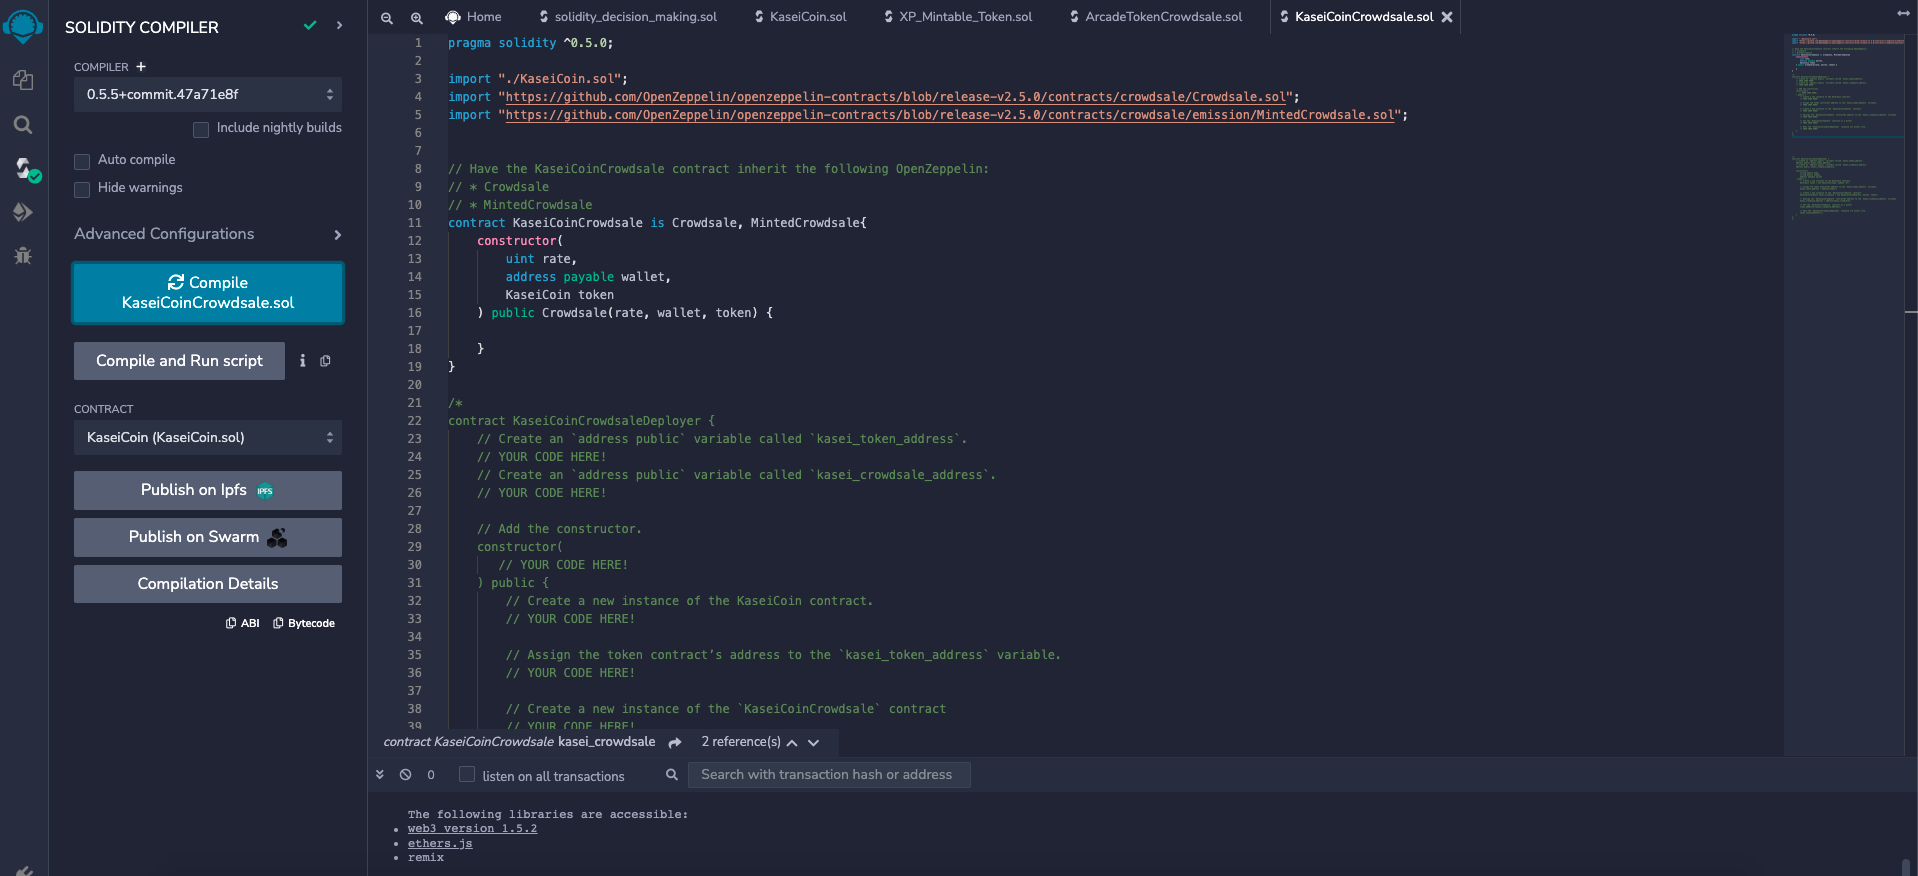 SOLIDITY COMPILER
COMPILER +
0.5.5+commit.47a71e8f
Include nightly builds
Auto compile
Hide warnings
Advanced Configurations
Compile
KaseiCoinCrowdsale.sol
Compile and Run script
CONTRACT
KaseiCoin (KaseiCoin.sol)
Publish on Ipfs IPFS
Publish on Swarm
Compilation Details
ABI Bytecode
Home solidity_decision_making.sol KaseiCoin.sol XP_Mintable_Token.sol ArcadeTokenCrowdsale.sol KaseiCoinCrowdsale.sol
1 pragma solidity ^0.5.0;
2
3 import "./KaseiCoin.sol";
4 import "https://github.com/OpenZeppelin/openzeppelin-contracts/blob/release-v2.5.0/contracts/crowdsale/Crowdsale.sol";
5 import "https://github.com/OpenZeppelin/openzeppelin-contracts/blob/release-v2.5.0/contracts/crowdsale/emission/MintedCrowdsale.sol";
6
7
8 // Have the KaseiCoinCrowdsale contract inherit the following OpenZeppelin:
9 // * Crowdsale
10 // * MintedCrowdsale
11 contract KaseiCoinCrowdsale is Crowdsale, MintedCrowdsale{
12 constructor(
13 uint rate,
14 address payable wallet,
15 KaseiCoin token
16 ) public Crowdsale(rate, wallet, token) {
17
18 }
19 }
20
21 /*
22 contract KaseiCoinCrowdsaleDeployer {
23 // Create an `address public` variable called `kasei_token_address`.
24 // YOUR CODE HERE!
25 // Create an `address public` variable called `kasei_crowdsale_address`.
26 // YOUR CODE HERE!
27
28 // Add the constructor.
29 constructor(
30 // YOUR CODE HERE!
31 ) public {
32 // Create a new instance of the KaseiCoin contract.
33 // YOUR CODE HERE!
34
35 // Assign the token contract’s address to the `kasei_token_address` variable.
36 // YOUR CODE HERE!
37
38 // Create a new instance of the `KaseiCoinCrowdsale` contract
39 // YOUR CODE HERE!
contract KaseiCoinCrowdsale kasei_crowdsale 2 reference(s)
0 listen on all transactions Search with transaction hash or address
The following libraries are accessible:
• web3 version 1.5.2
• ethers.js
• remix